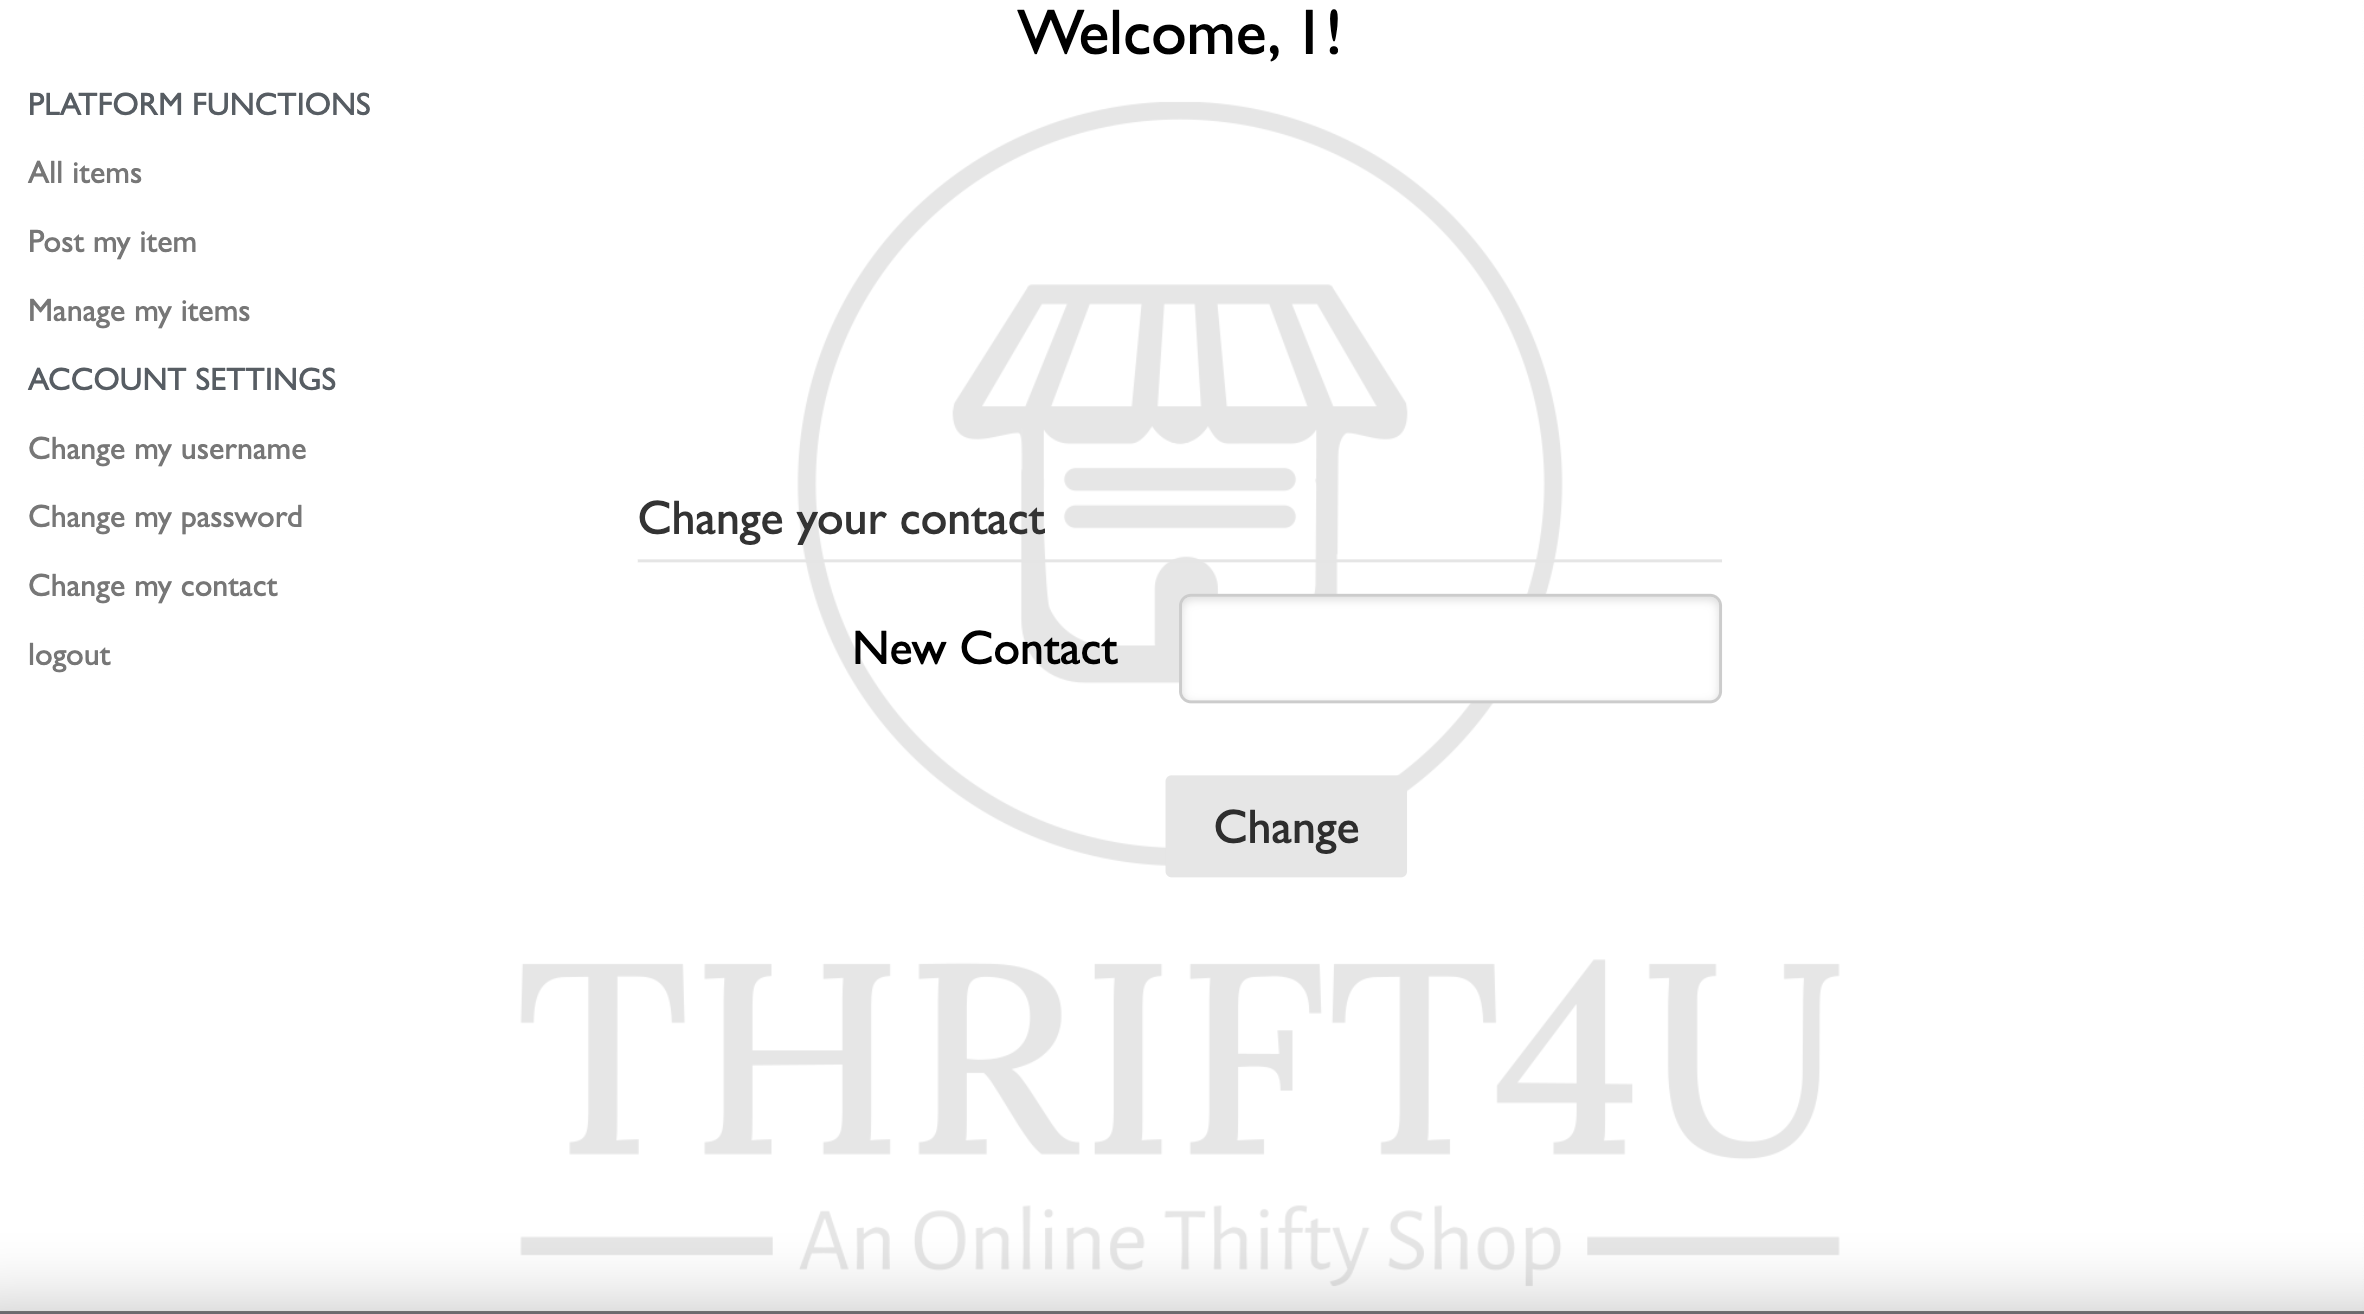 Welcome, 1!
PLATFORM FUNCTIONS
All items
Post my item
Manage my items
ACCOUNT SETTINGS
Change my username
Change my password
Change my contact
logout
Change your contact
New Contact
Change
THRIFT4U
An Online Thifty Shop